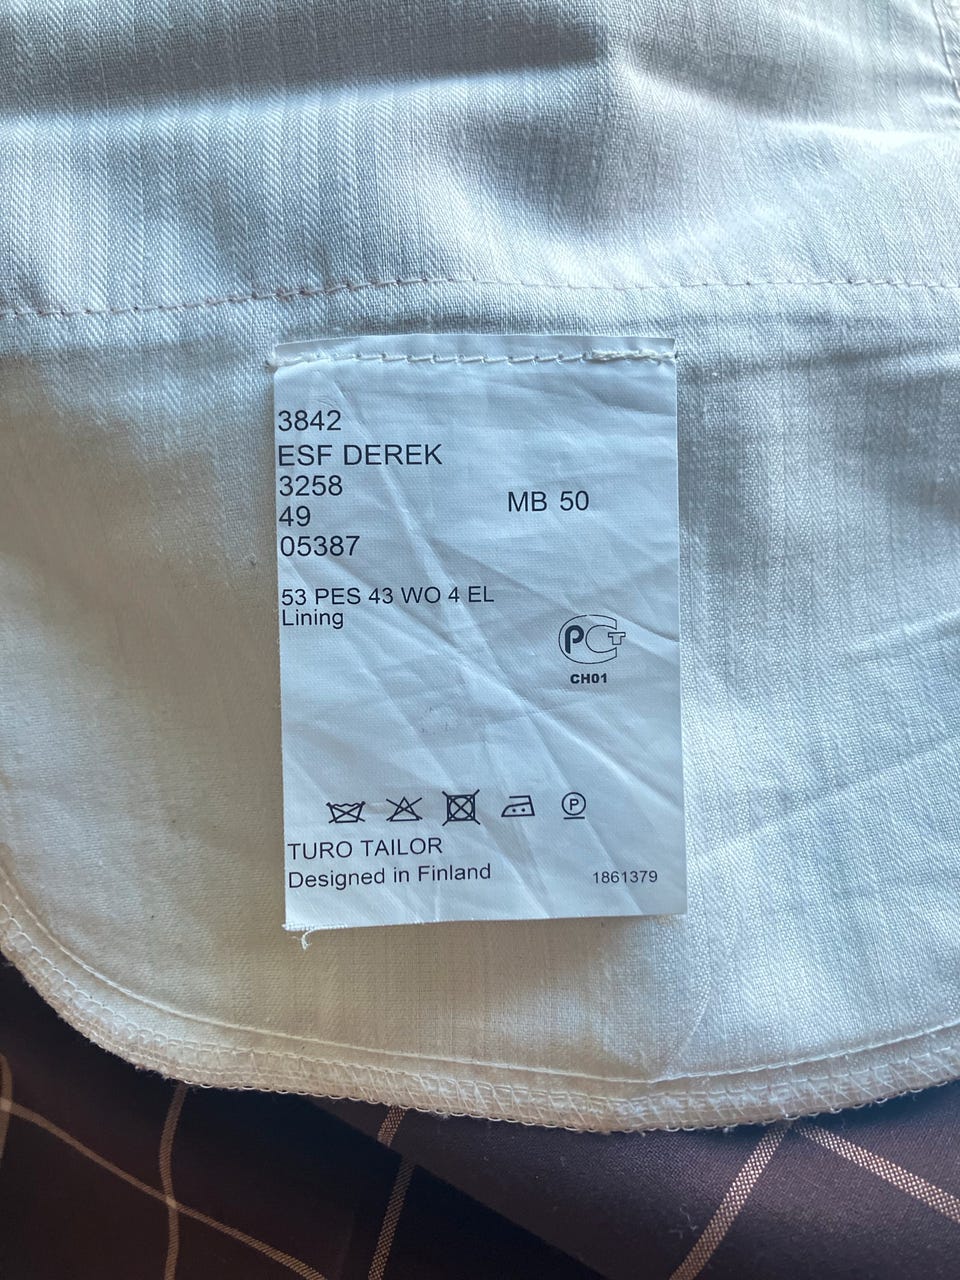 3842
ESF DEREK
3258
MB 50
49
05387
53 PES 43 WO 4 EL
Lining
РСТ
CH01
P
TURO TAILOR
Designed in Finland
1861379